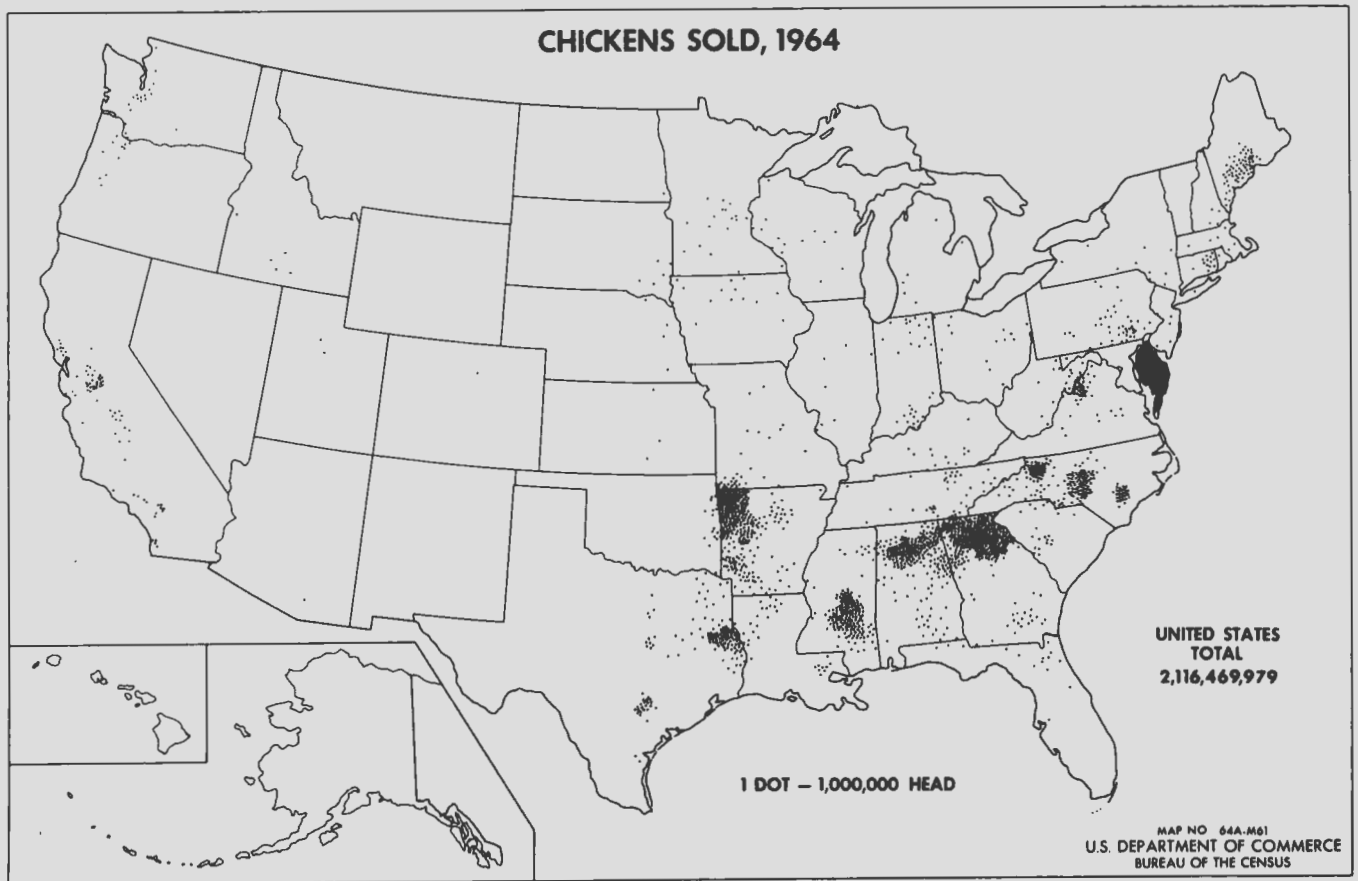 CHICKENS SOLD, 1964
UNITED STATES
TOTAL
2,116,469,979
1 DOT — 1,000,000 HEAD
MAP NO 64A-M61
U.S. DEPARTMENT OF COMMERCE
BUREAU OF THE CENSUS